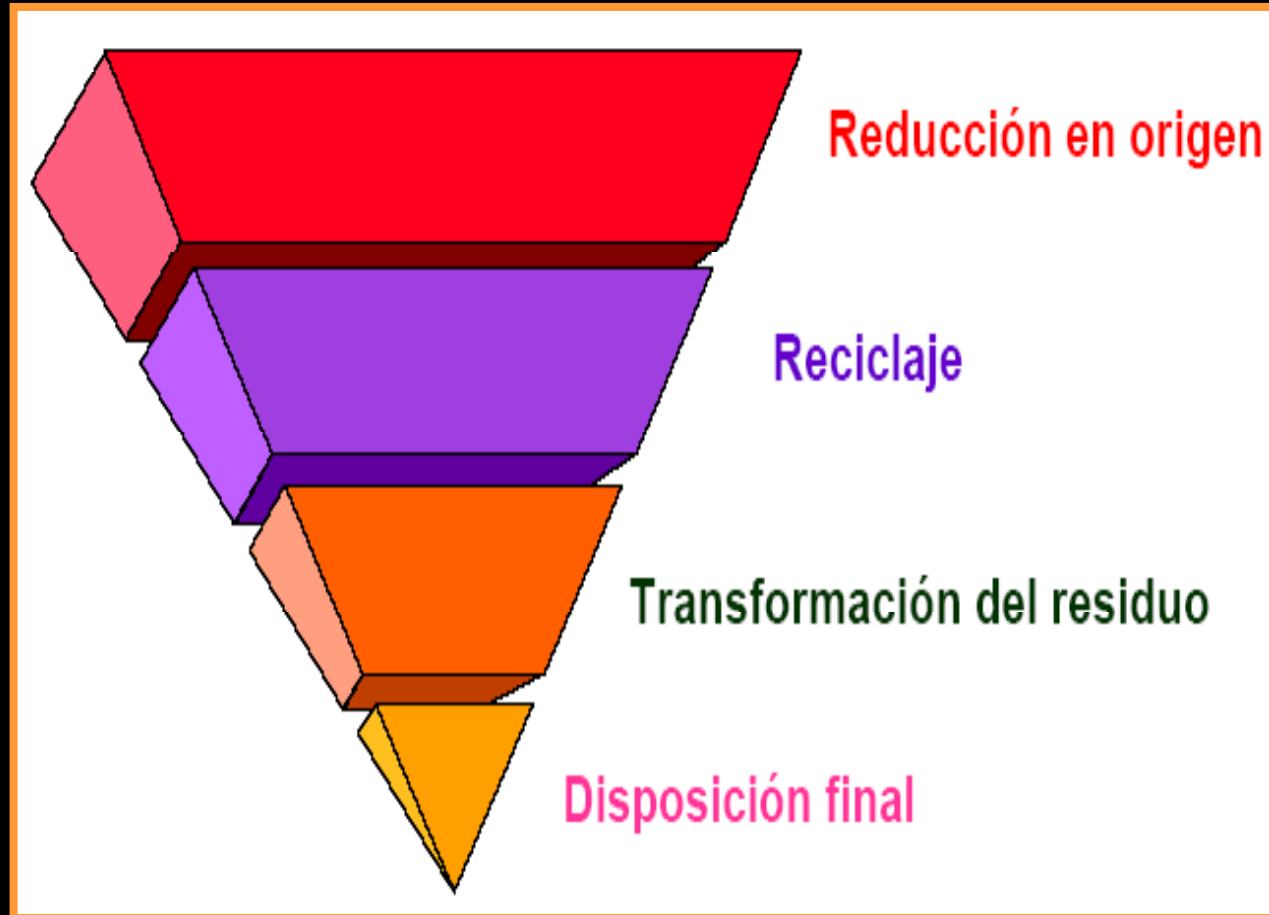 Reducción en origen
Reciclaje
Transformación del residuo
Disposición final